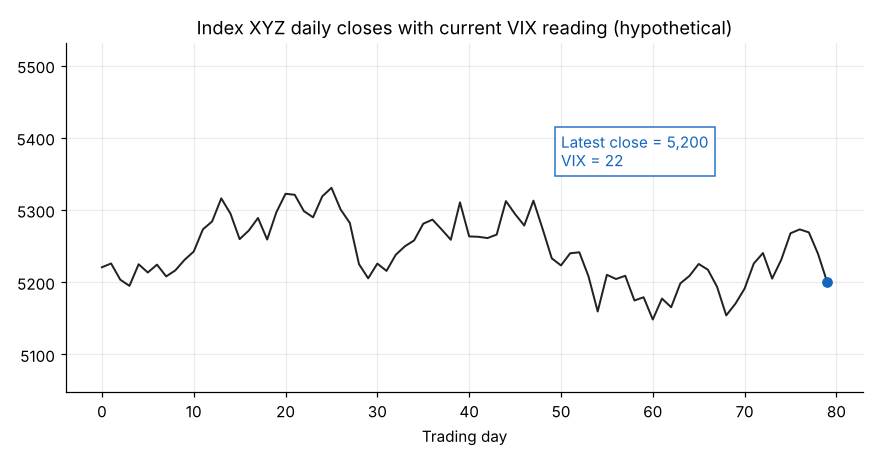 Index XYZ daily closes with current VIX reading (hypothetical)
5500
5400
5300
5200
5100
Latest close = 5,200
VIX = 22
0 10 20 30 40 50 60 70 80
Trading day